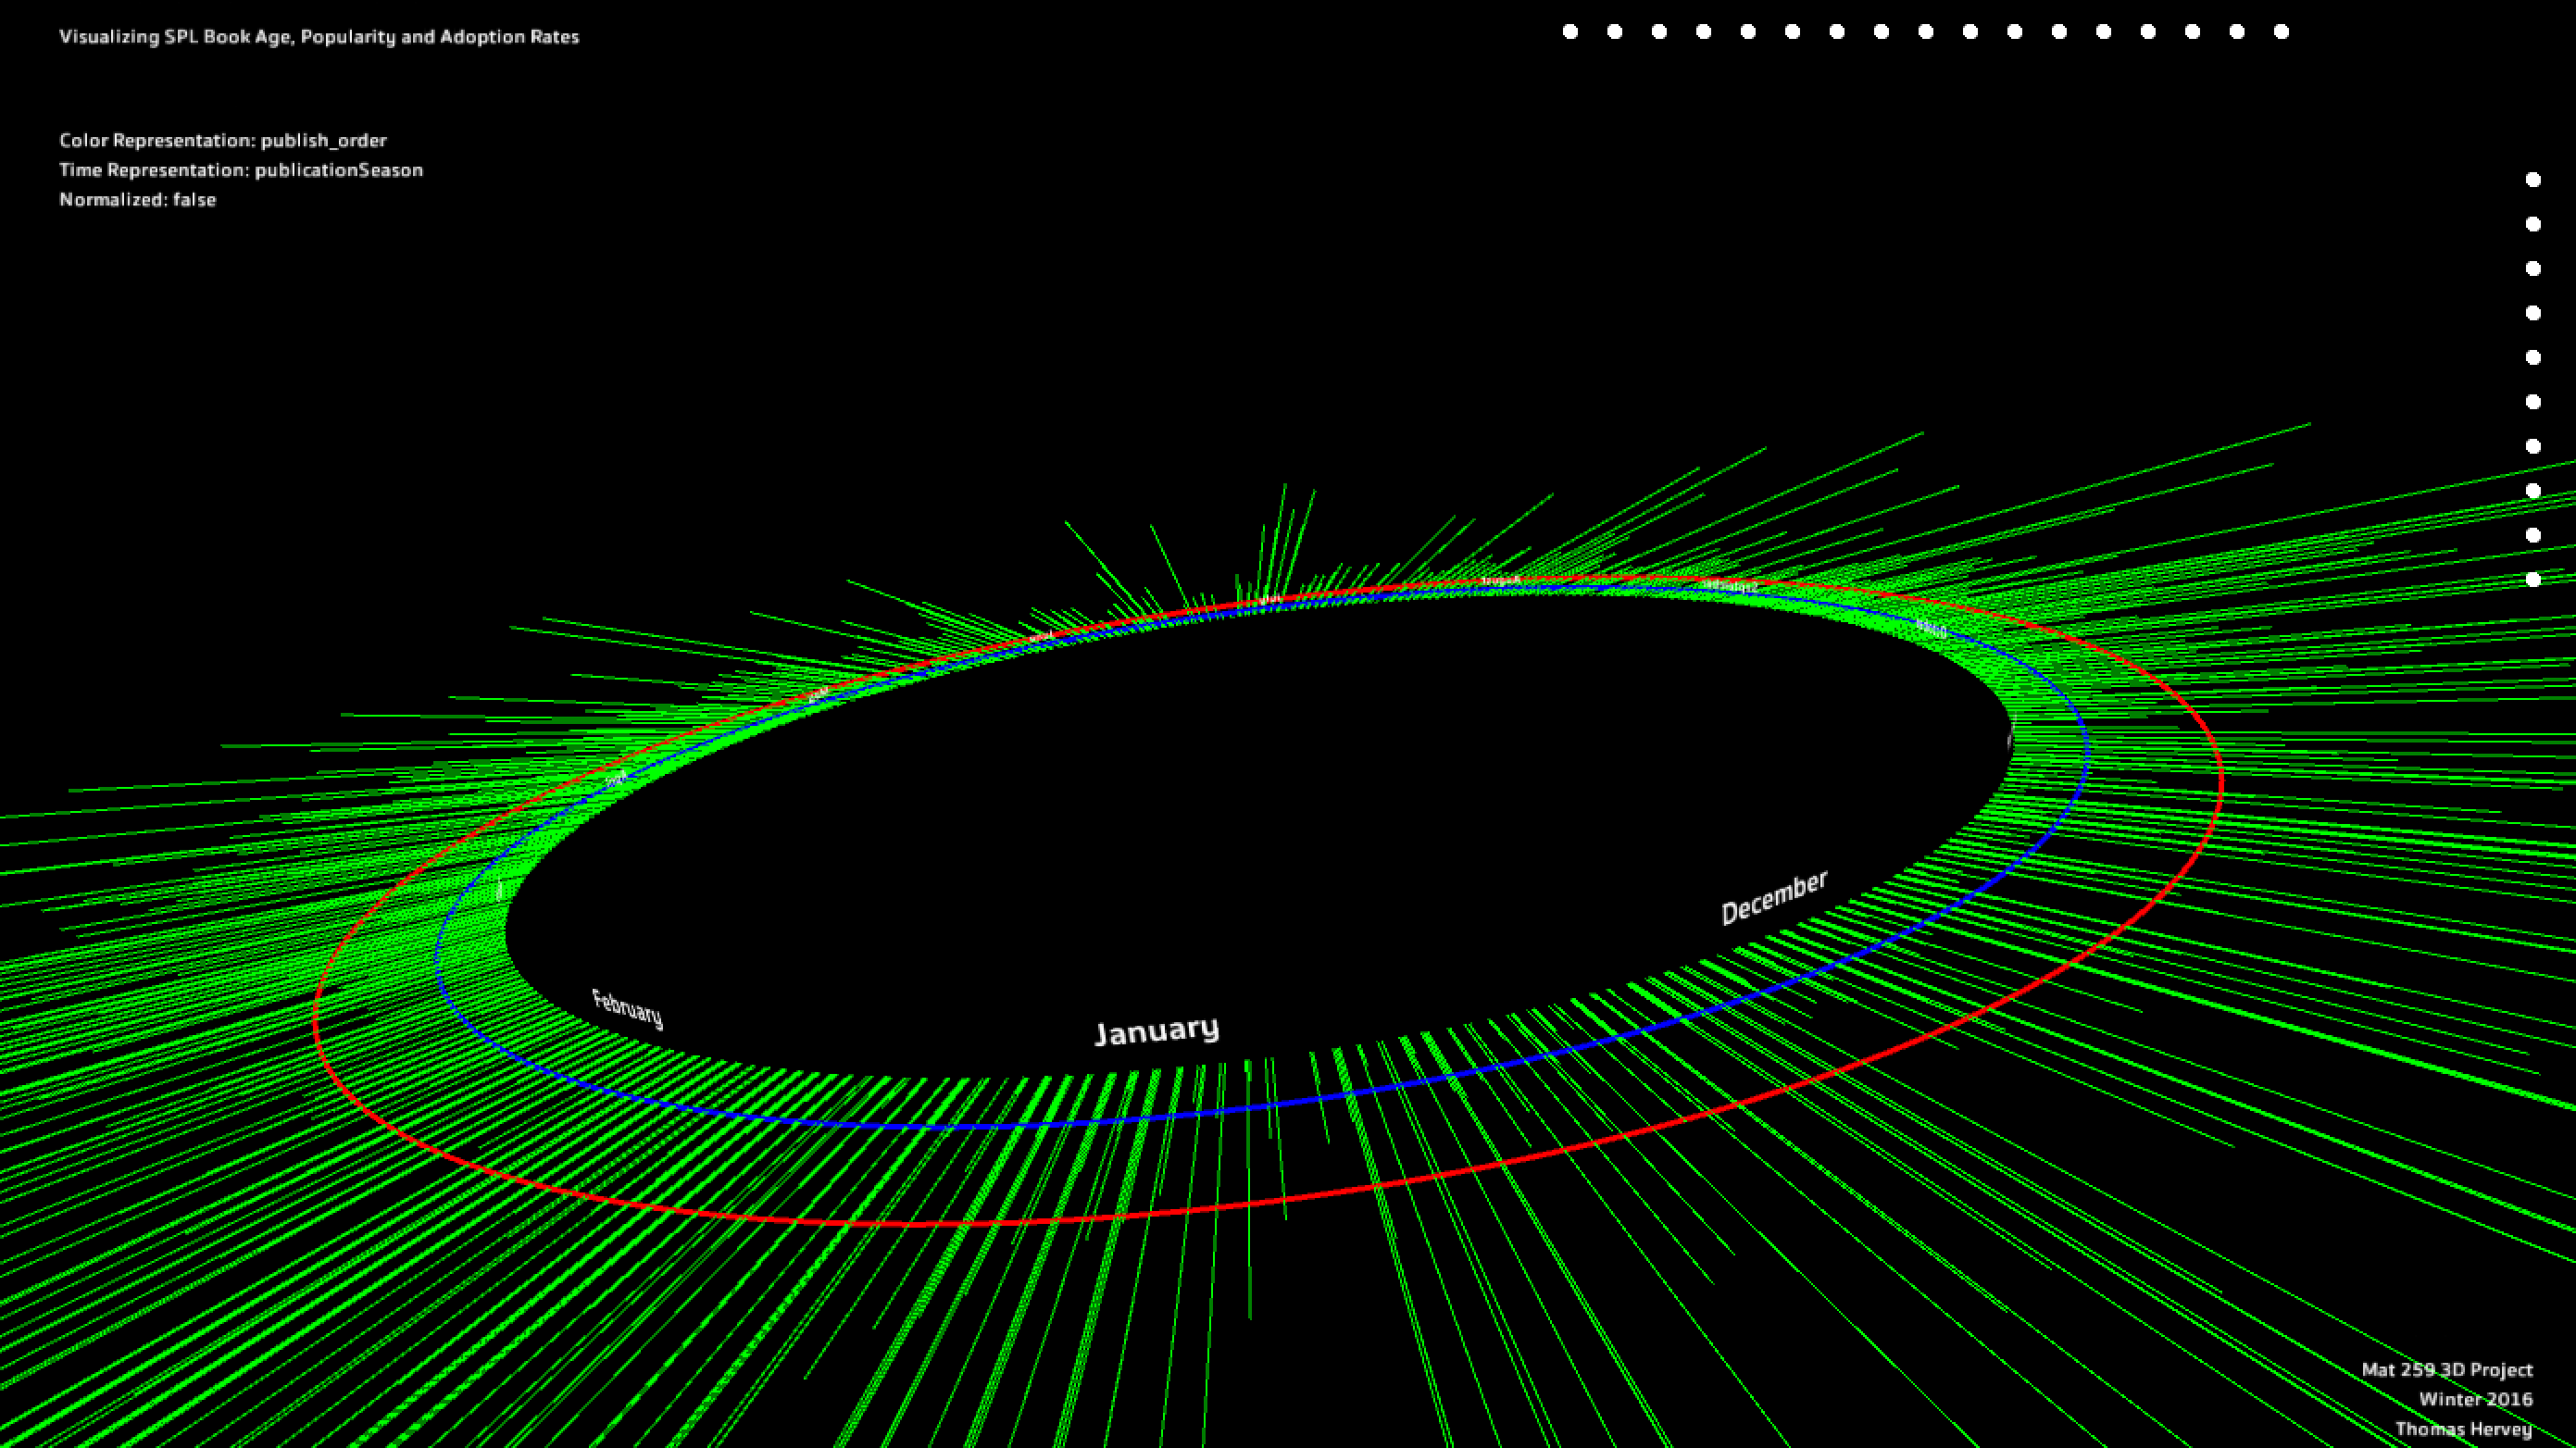 Visualizing SPL Book Age, Popularity and Adoption Rates
Color Representation: publish_order
Time Representation: publicationSeason
Normalized: false
December
February
January
Mat 259 3D Project
Winter 2016
Thomas Hervey